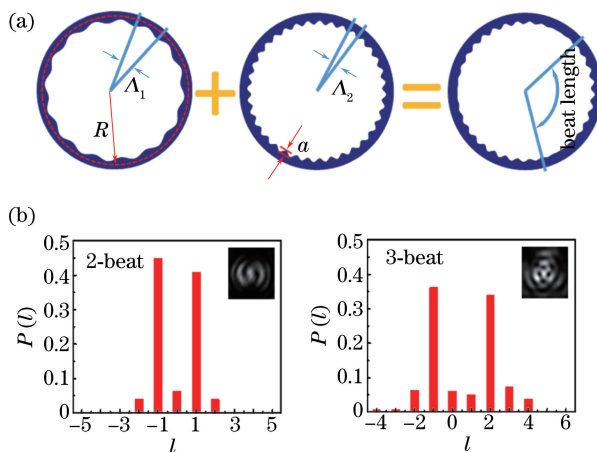 (a)
Λ1
R
Λ2
a
beat length
(b)
2-beat
P(l)
0.5
0.4
0.3
0.2
0.1
0
-5 -3 -1 1 3 5
l
3-beat
P(l)
0.5
0.4
0.3
0.2
0.1
0
-4 -2 0 2 4 6
l